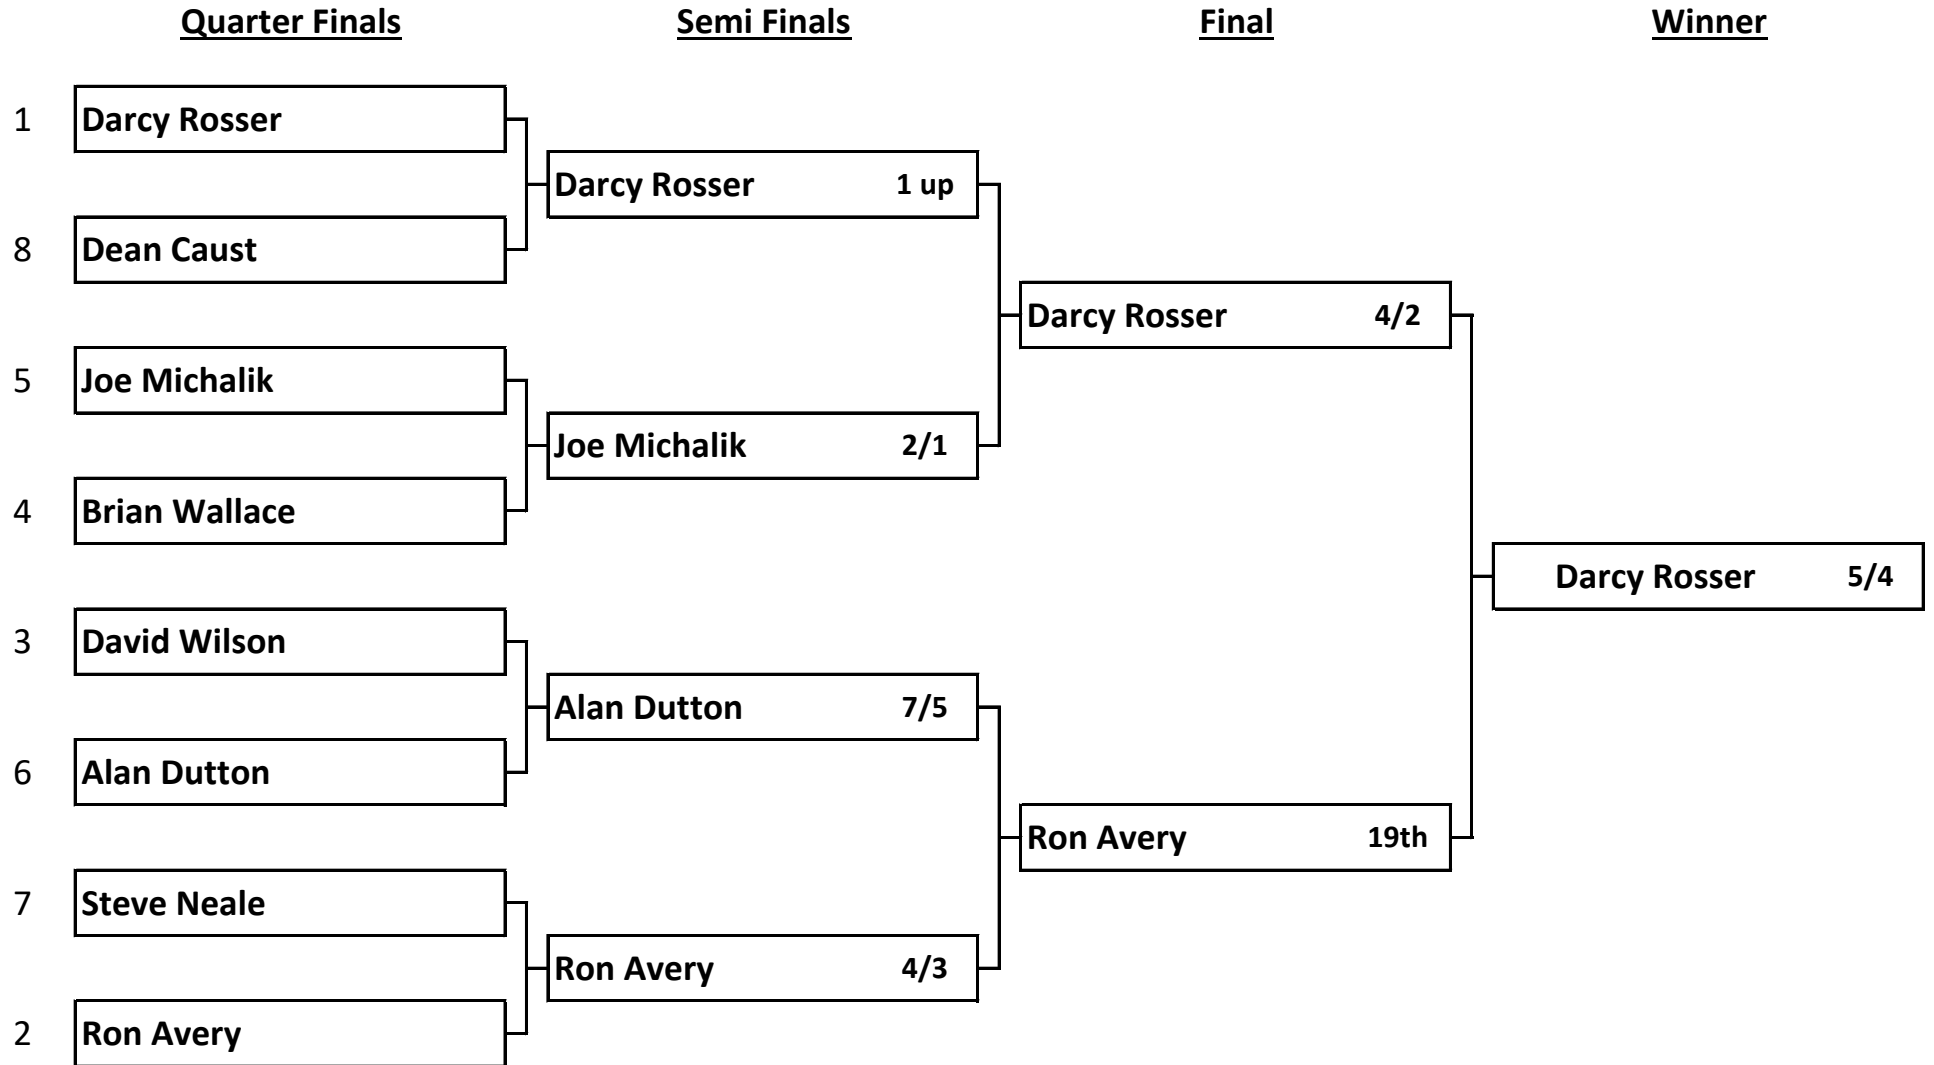 Quarter Finals Semi Finals Final Winner
1 Darcy Rosser
Darcy Rosser 1 up
8 Dean Caust
Darcy Rosser 4/2
5 Joe Michalik
Joe Michalik 2/1
4 Brian Wallace
Darcy Rosser 5/4
3 David Wilson
Alan Dutton 7/5
6 Alan Dutton
Ron Avery 19th
7 Steve Neale
Ron Avery 4/3
2 Ron Avery